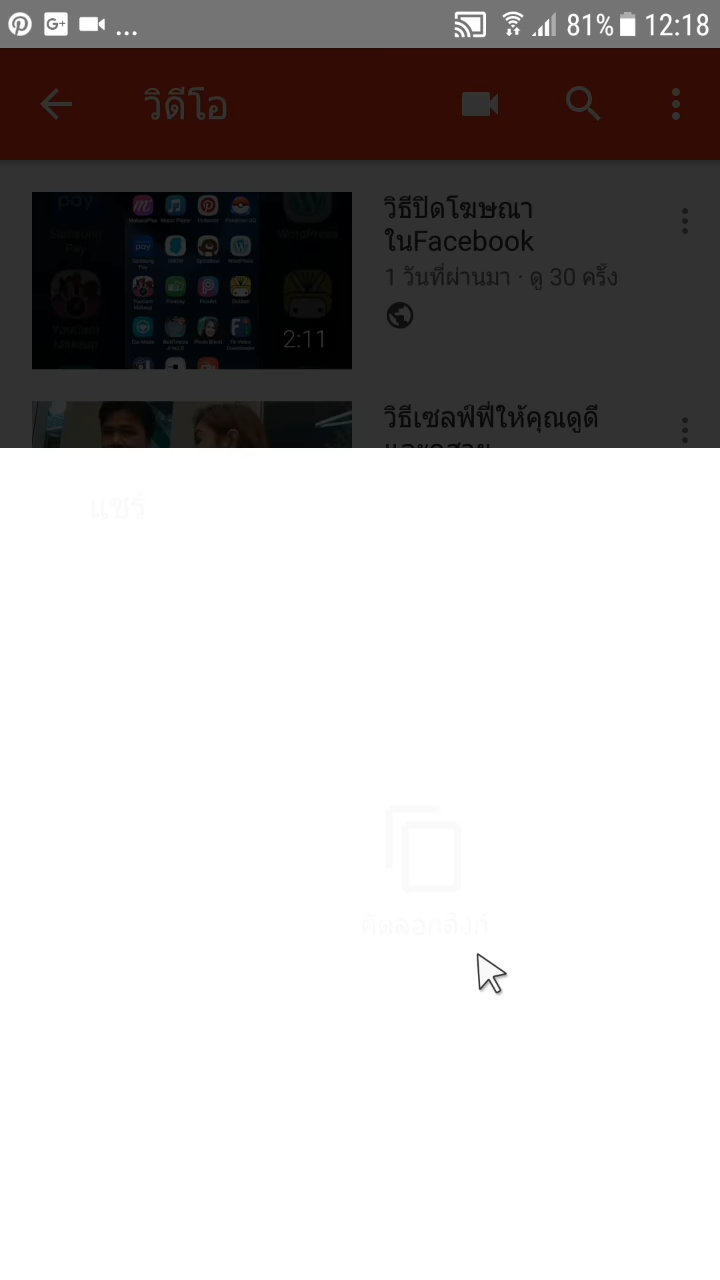 81% 12:18
วิดีโอ
วิธีปิดโฆษณา
ในFacebook
1 วันที่ผ่านมา · ดู 30 ครั้ง
2:11
วิธีเซลฟ์ฟี่ให้คุณดูดี
แชร์
คัดลอกลิงก์